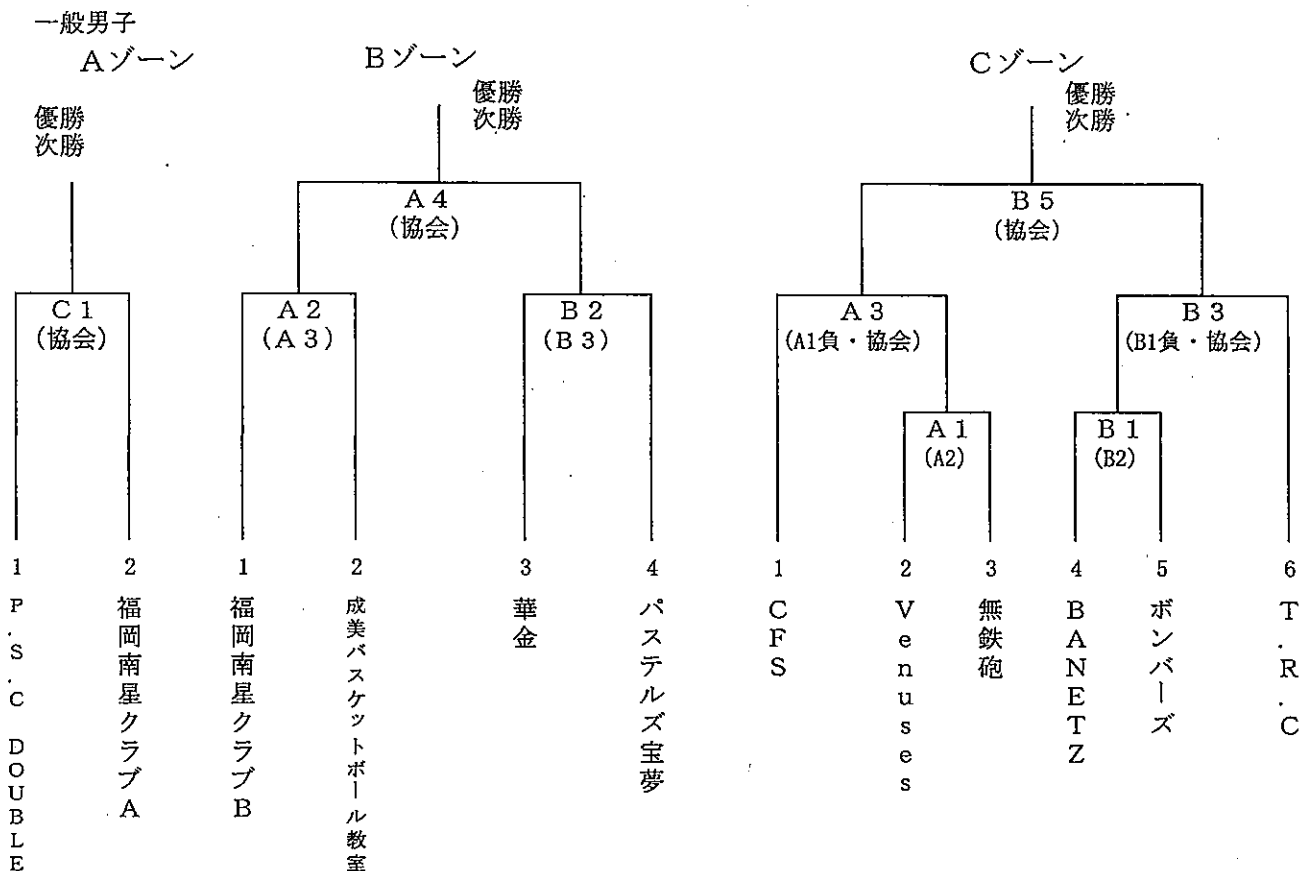 一般男子
Aゾーン
Bゾーン
Cゾーン
優勝
次勝
優勝
次勝
優勝
次勝
A4
(協会)
B5
(協会)
C1
(協会)
A2
(A3)
B2
(B3)
A3
(A1負・協会)
B3
(B1負・協会)
A1
(A2)
B1
(B2)
1
P.S.C DOUBLE
2
福岡南星クラブA
1
福岡南星クラブB
2
成美バスケットボール教室
3
華金
4
パステルズ宝夢
1
CFS
2
Venuses
3
無鉄砲
4
BANETZ
5
ボンバーズ
6
T.R.C